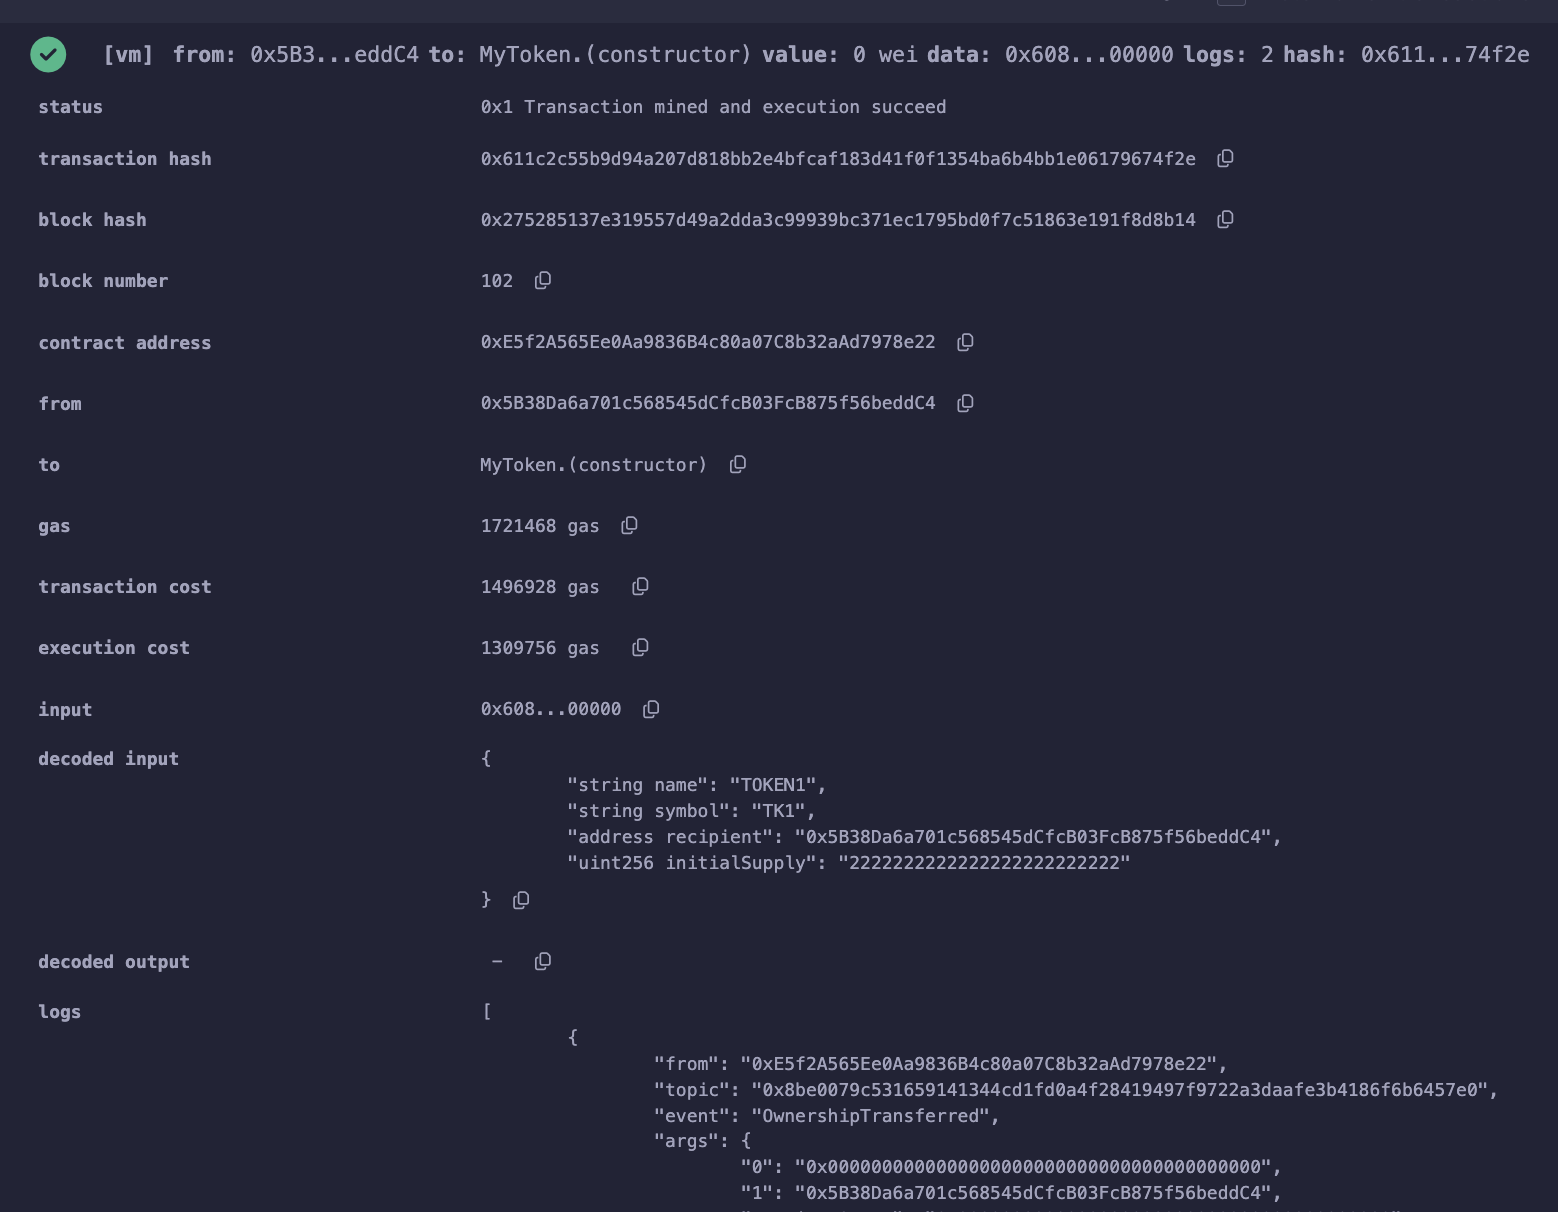 [vm] from: 0x5B3...eddC4 to: MyToken.(constructor) value: 0 wei data: 0x608...00000 logs: 2 hash: 0x611...74f2e
status 0x1 Transaction mined and execution succeed
transaction hash 0x611c2c55b9d94a207d818bb2e4bfcaf183d41f0f1354ba6b4bb1e06179674f2e
block hash 0x275285137e319557d49a2dda3c99939bc371ec1795bd0f7c51863e191f8d8b14
block number 102
contract address 0xE5f2A565Ee0Aa9836B4c80a07C8b32aAd7978e22
from 0x5B38Da6a701c568545dCfcB03FcB875f56beddC4
to MyToken.(constructor)
gas 1721468 gas
transaction cost 1496928 gas
execution cost 1309756 gas
input 0x608...00000
decoded input {
"string name": "TOKEN1",
"string symbol": "TK1",
"address recipient": "0x5B38Da6a701c568545dCfcB03FcB875f56beddC4",
"uint256 initialSupply": "2222222222222222222222222"
}
decoded output -
logs [
{
"from": "0xE5f2A565Ee0Aa9836B4c80a07C8b32aAd7978e22",
"topic": "0x8be0079c531659141344cd1fd0a4f28419497f9722a3daafe3b4186f6b6457e0",
"event": "OwnershipTransferred",
"args": {
"0": "0x0000000000000000000000000000000000000000",
"1": "0x5B38Da6a701c568545dCfcB03FcB875f56beddC4",